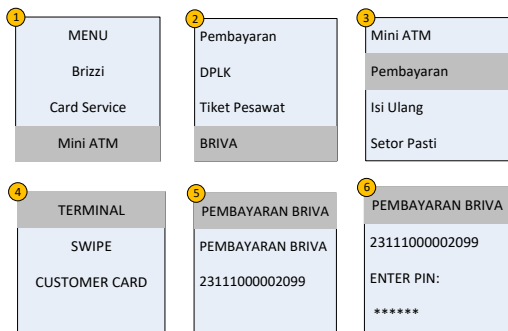 1
MENU
Brizzi
Card Service
Mini ATM
2
Pembayaran
DPLK
Tiket Pesawat
BRIVA
3
Mini ATM
Pembayaran
Isi Ulang
Setor Pasti
4
TERMINAL
SWIPE
CUSTOMER CARD
5
PEMBAYARAN BRIVA
PEMBAYARAN BRIVA
23111000002099
6
PEMBAYARAN BRIVA
23111000002099
ENTER PIN:
******